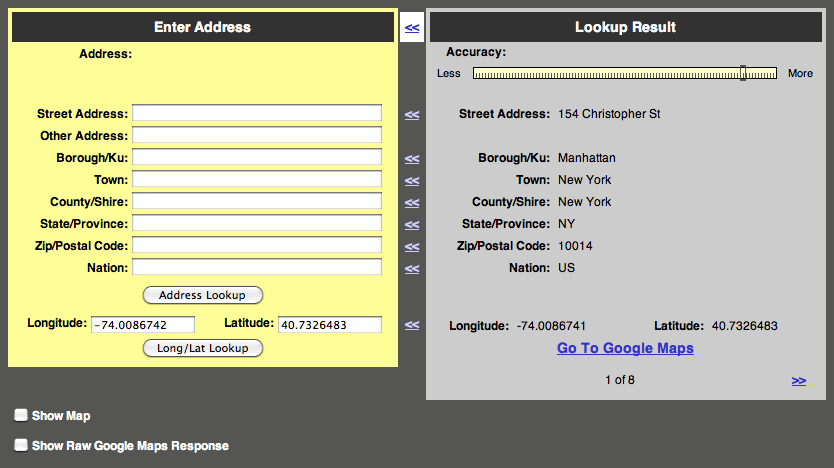 Enter Address
Address:
Street Address:
Other Address:
Borough/Ku:
Town:
County/Shire:
State/Province:
Zip/Postal Code:
Nation:
Address Lookup
Longitude: -74.0086742 Latitude: 40.7326483
Long/Lat Lookup
<<
<<
<<
<<
<<
<<
<<
<<
<<
Lookup Result
Accuracy:
Less More
Street Address: 154 Christopher St
Borough/Ku: Manhattan
Town: New York
County/Shire: New York
State/Province: NY
Zip/Postal Code: 10014
Nation: US
Longitude: -74.0086741 Latitude: 40.7326483
Go To Google Maps
1 of 8 >>
Show Map
Show Raw Google Maps Response